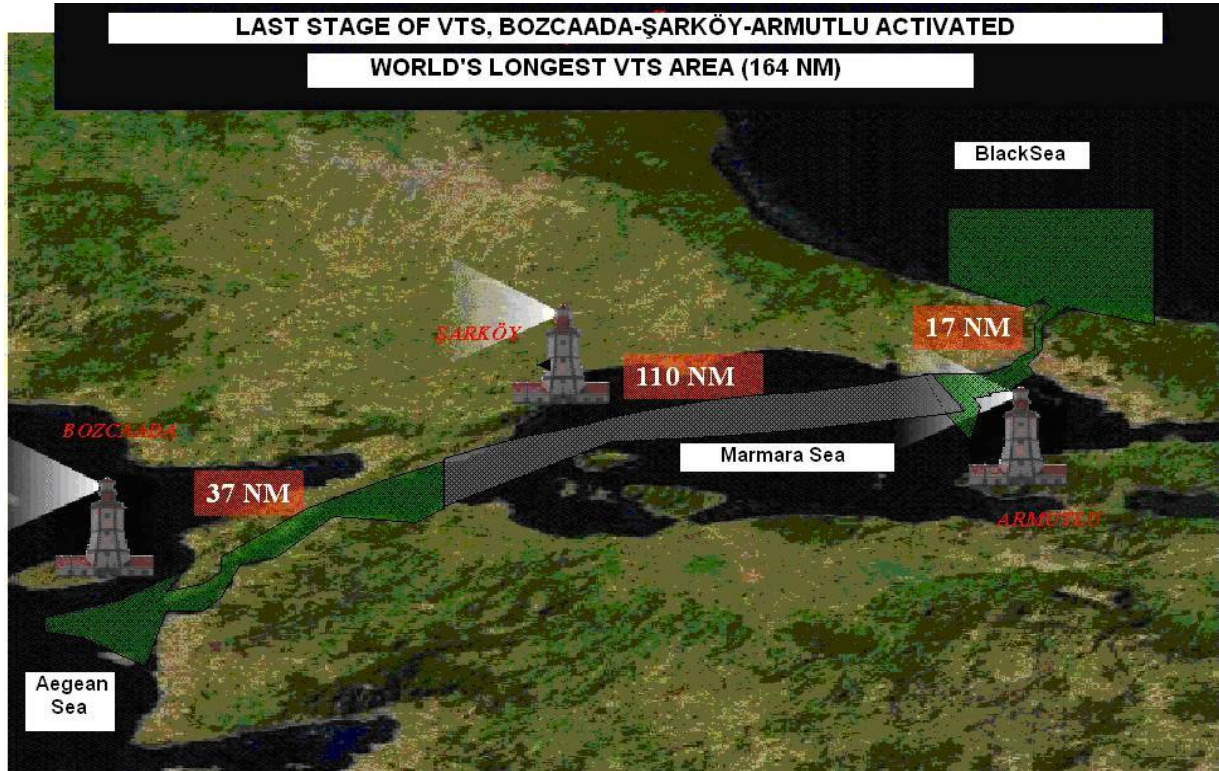 LAST STAGE OF VTS, BOZCAADA-ŞARKÖY-ARMUTLU ACTIVATED
WORLD'S LONGEST VTS AREA (164 NM)
BlackSea
17 NM
ŞARKÖY
110 NM
BOZCAADA
Marmara Sea
37 NM
ARMUTLU
Aegean
Sea